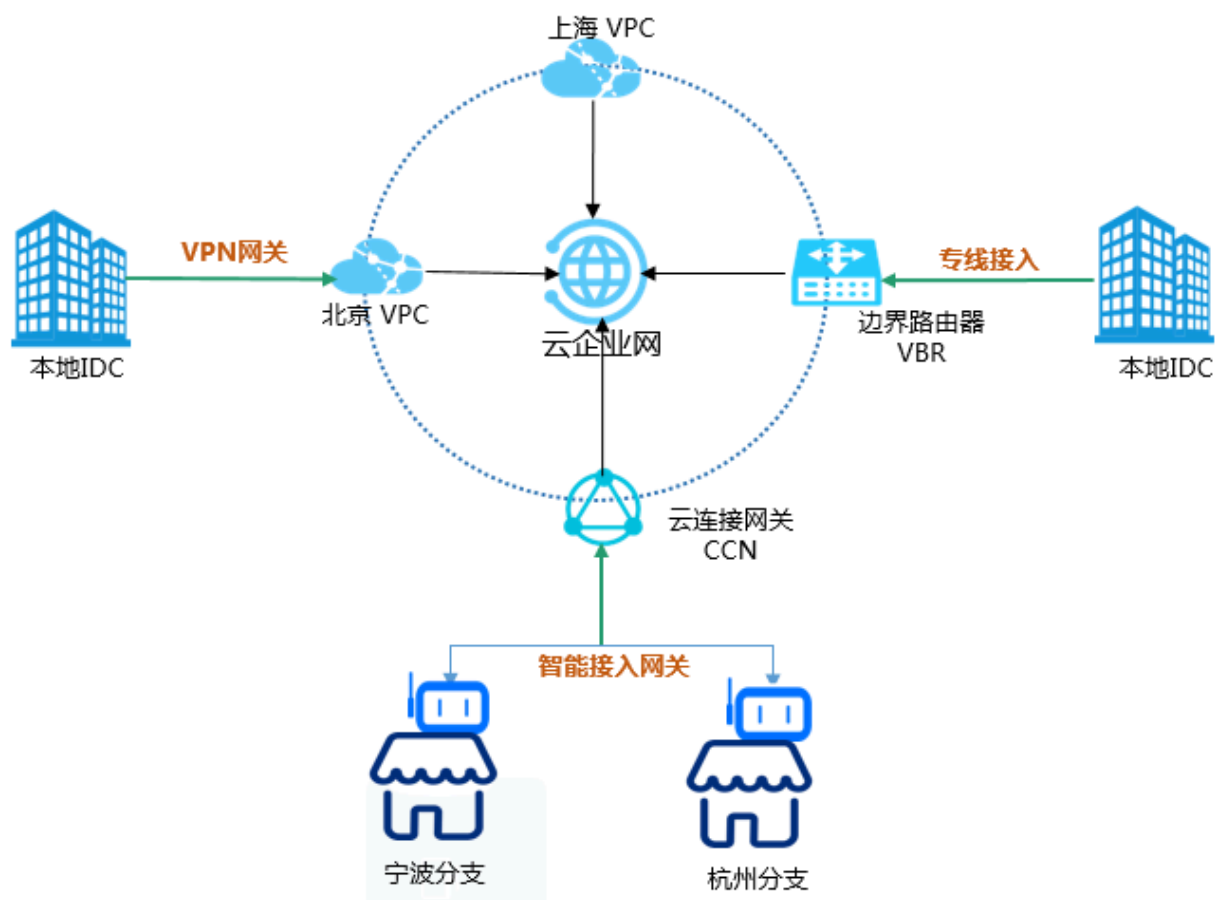 上海 VPC
VPN网关
专线接入
北京 VPC
边界路由器
VBR
云企业网
本地IDC
本地IDC
云连接网关
CCN
智能接入网关
宁波分支
杭州分支